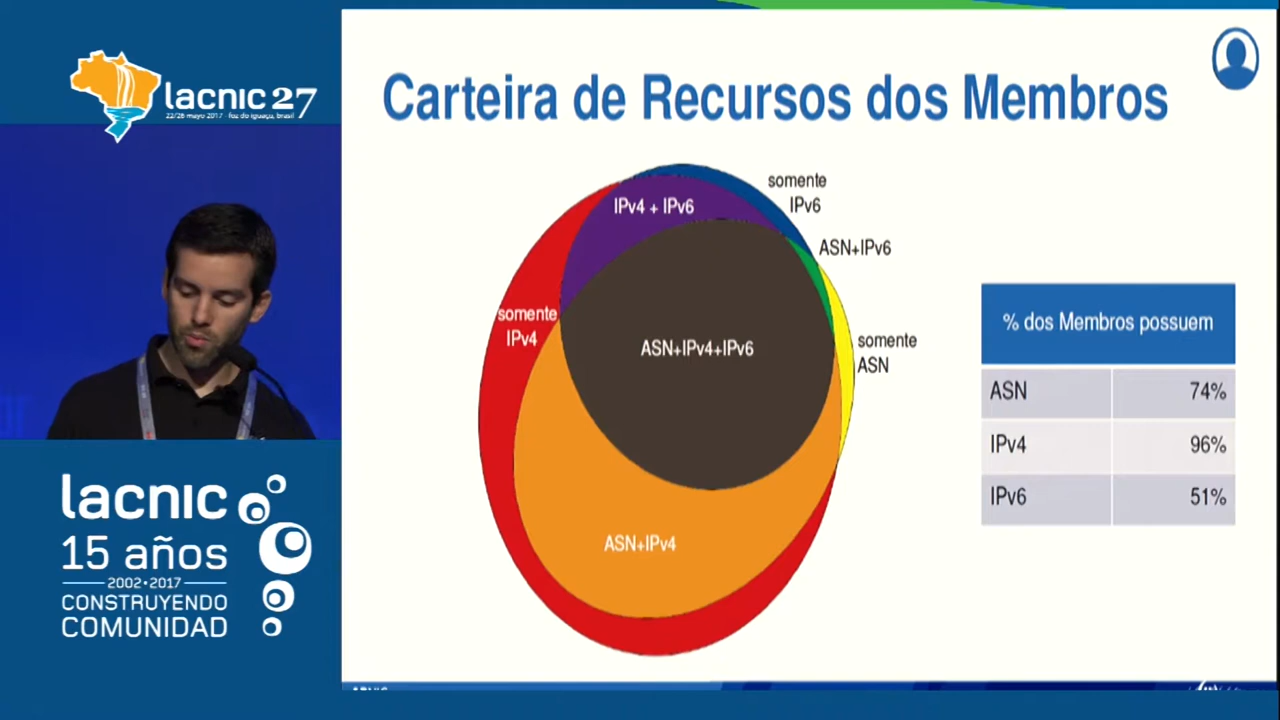 lacnic 27
22/26 mayo 2017 - foz do iguaçu, brasil
lacnic
15 años
2002•2017
CONSTRUYENDO
COMUNIDAD
Carteira de Recursos dos Membros
somente
IPv6
IPv4 + IPv6
ASN+IPv6
somente
IPv4
ASN+IPv4+IPv6
somente
ASN
ASN+IPv4
% dos Membros possuem
ASN 74%
IPv4 96%
IPv6 51%